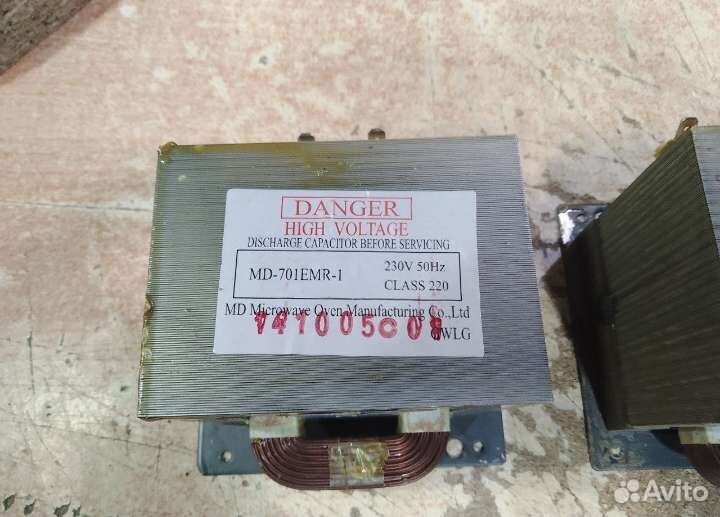 DANGER
HIGH VOLTAGE
DISCHARGE CAPACITOR BEFORE SERVICING
MD-701EMR-1
230V 50Hz
CLASS 220
MD Microwave Oven Manufacturing Co.,Ltd
141005C08
WLG
Avito